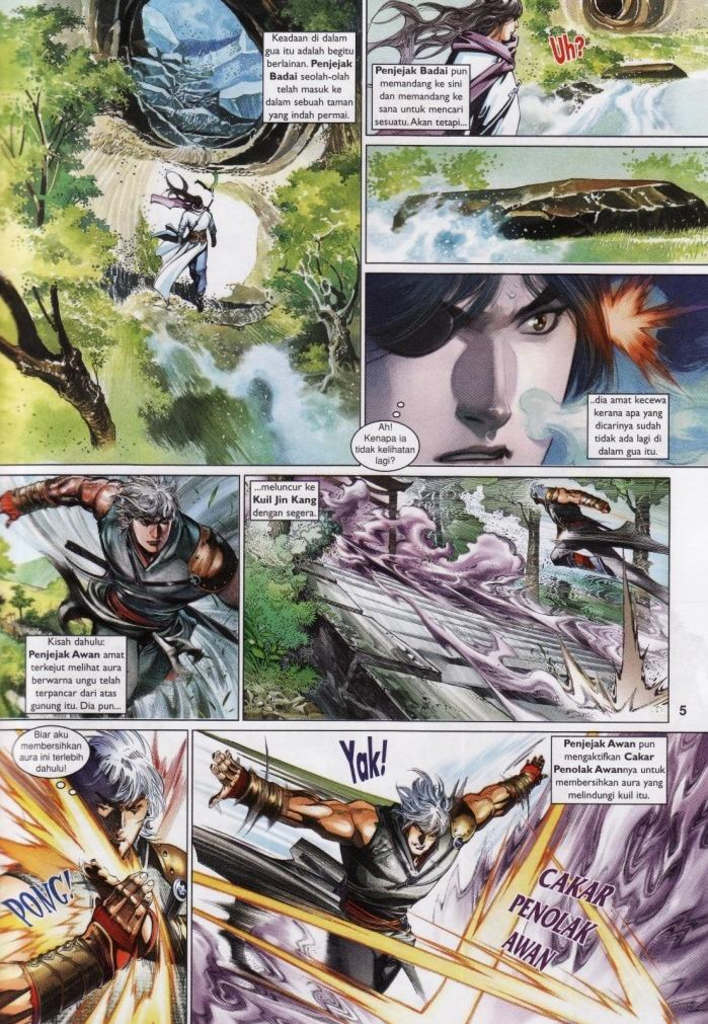 Keadaan di dalam
gua itu adalah begitu
berlainan. Penjejak
Badai seolah-olah
telah masuk ke
dalam sebuah taman
yang indah permai.
Uh?
Penjejak Badai pun
memandang ke sini
dan memandang ke
sana untuk mencari
sesuatu. Akan tetapi...
Ah!
Kenapa ia
tidak kelihatan
lagi?
..dia amat kecewa
kerana apa yang
dicarinya sudah
tidak ada lagi di
dalam gua itu.
Kisah dahulu:
Penjejak Awan amat
terkejut melihat aura
berwarna ungu telah
terpancar dari atas
gunung itu. Dia pun...
...meluncur ke
Kuil Jin Kang
dengan segera.
5
Biar aku
membersihkan
aura ini terlebih
dahulu!
PONG!
Yak!
Penjejak Awan pun
mengaktifkan Cakar
Penolak Awannya untuk
membersihkan aura yang
melindungi kuil itu.
CAKAR
PENOLAK
AWAN